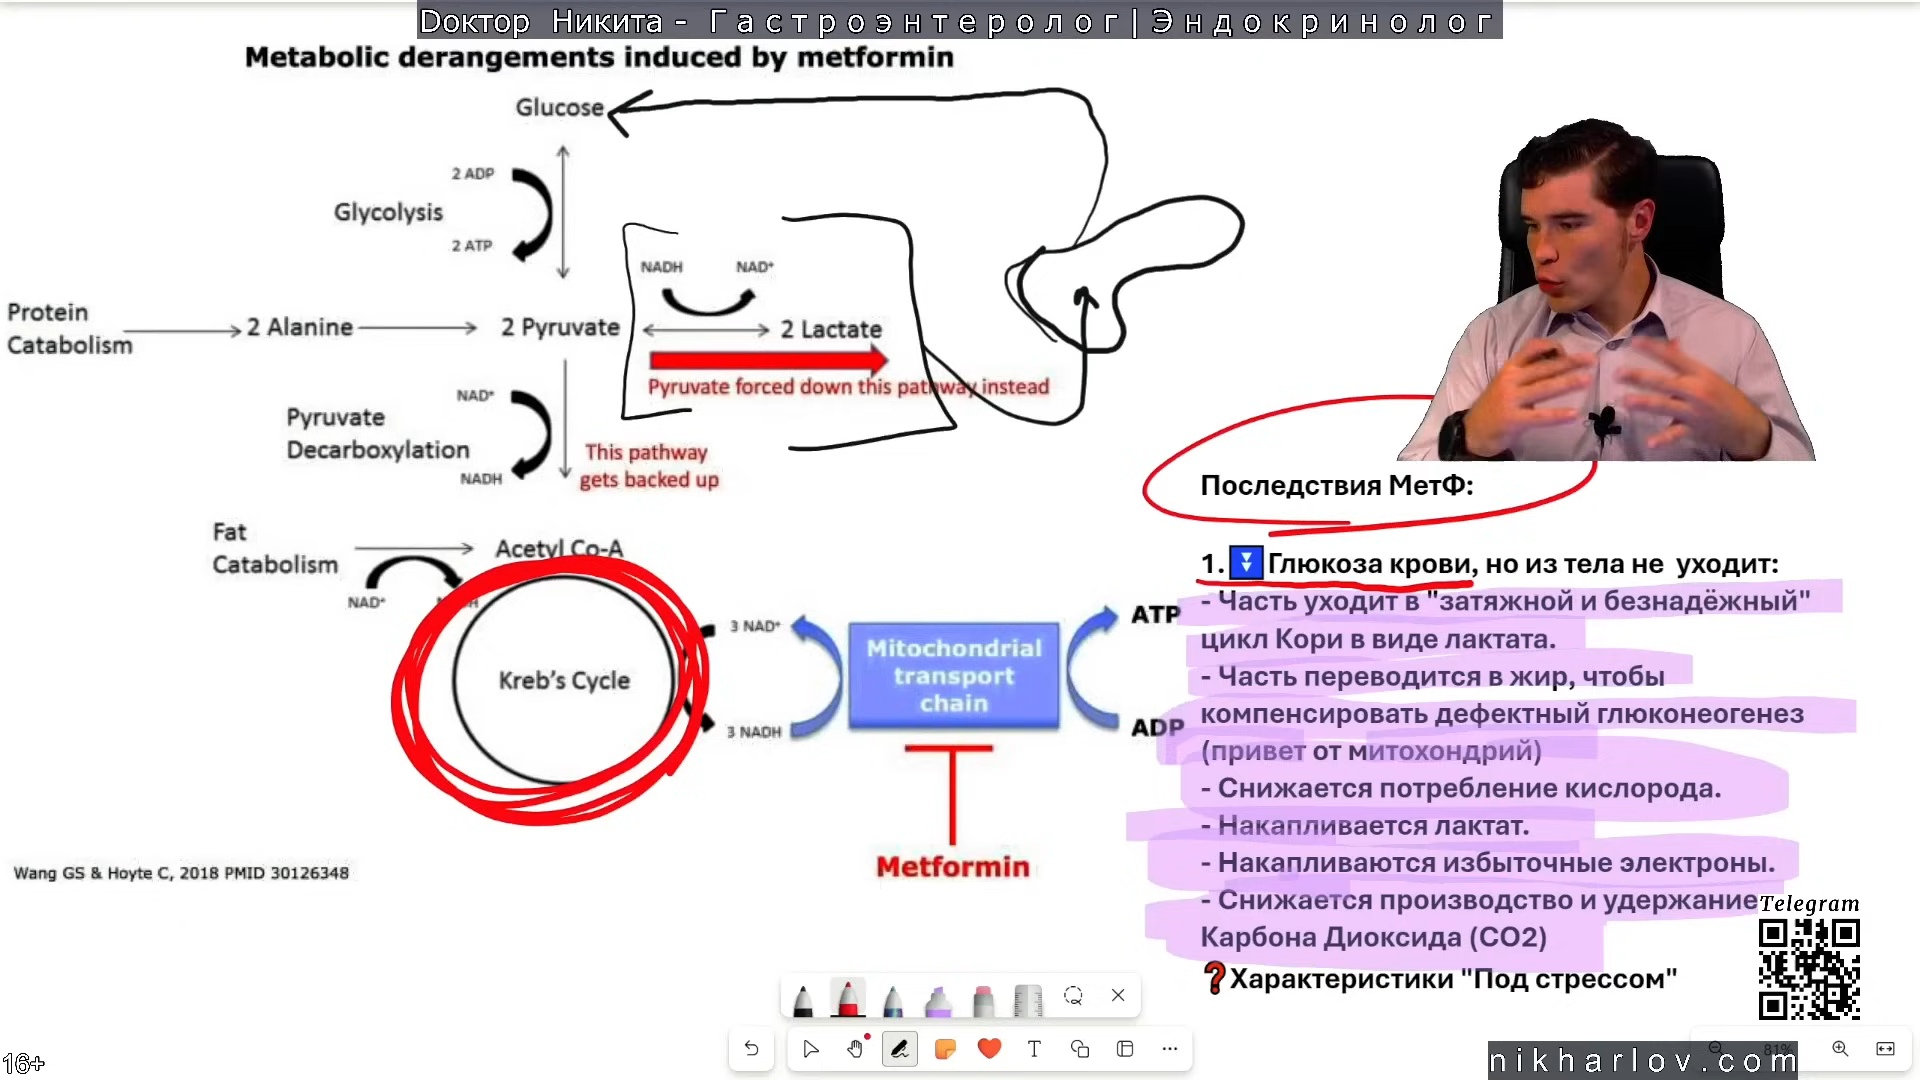 Dоктор Никита - Гастроэнтеролог|Эндокринолог
Metabolic derangements induced by metformin
Glucose
2 ADP
Glycolysis
2 ATP
NADH
NAD⁺
Protein
Catabolism
2 Alanine
2 Pyruvate
2 Lactate
Pyruvate forced down this pathway instead
NAD⁺
Pyruvate
Decarboxylation
NADH
This pathway
gets backed up
Fat
Catabolism
Acetyl Co-A
NAD⁺
Kreb's Cycle
3 NAD⁺
3 NADH
Mitochondrial
transport
chain
ATP
ADP
Metformin
Wang GS & Hoyte C, 2018 PMID 30126348
Последствия МетФ:
1. Глюкоза крови, но из тела не уходит:
- Часть уходит в "затяжной и безнадёжный"
цикл Кори в виде лактата.
- Часть переводится в жир, чтобы
компенсировать дефектный глюконеогенез
(привет от митохондрий)
- Снижается потребление кислорода.
- Накапливается лактат.
- Накапливаются избыточные электроны.
- Снижается производство и удержание
Карбона Диоксида (СО2)
❓Характеристики "Под стрессом"
Telegram
81%
nikharlov.com
16+